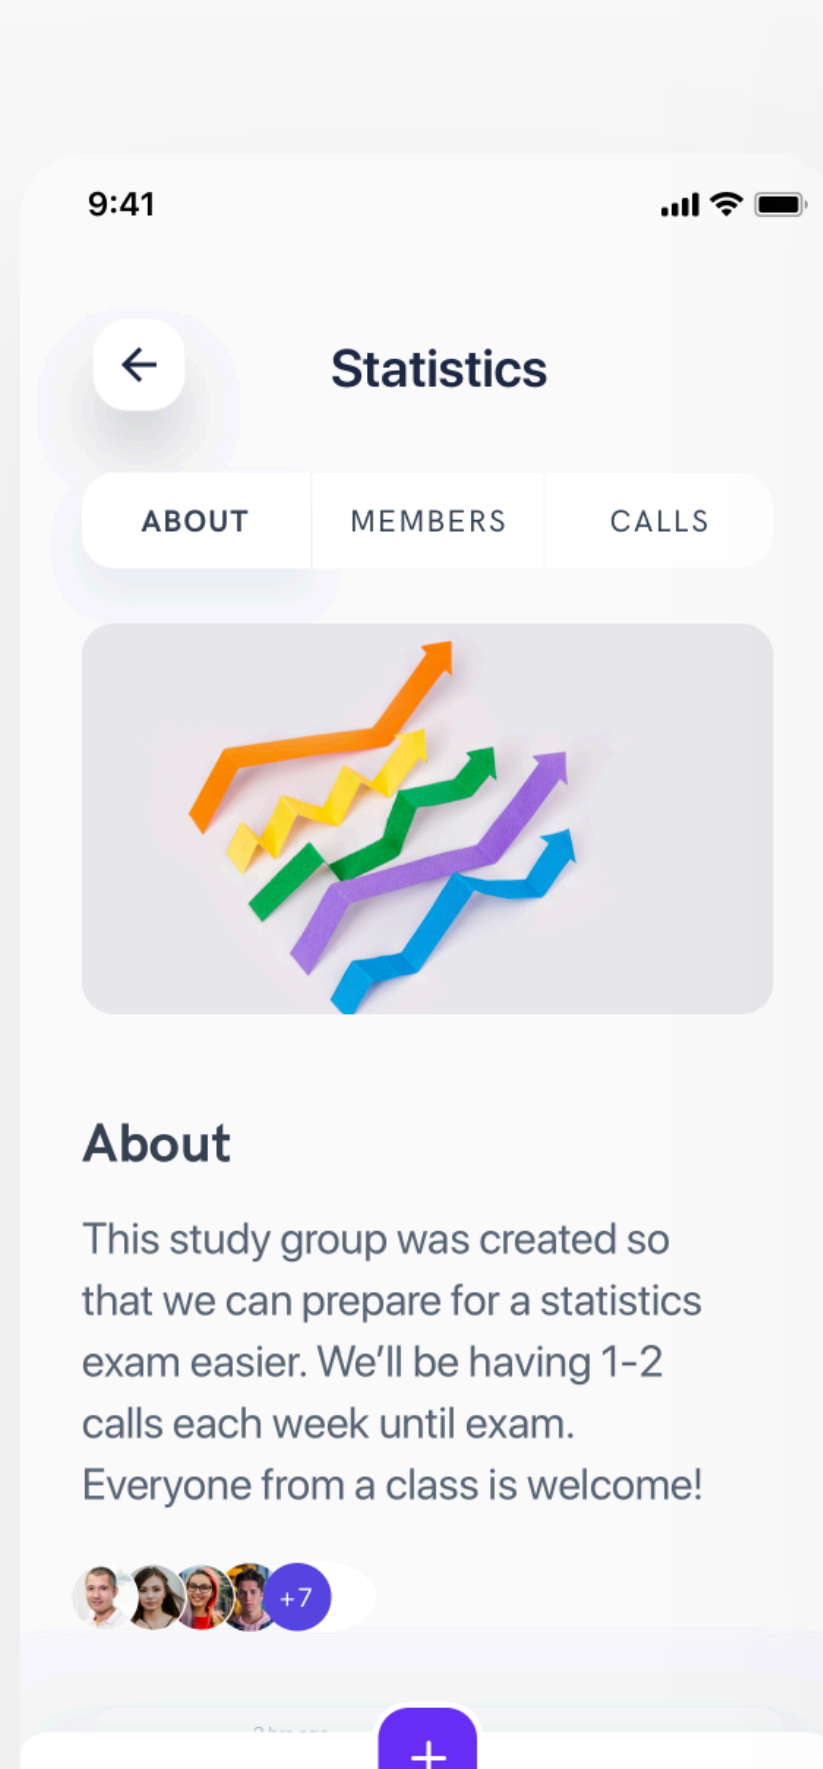 9:41
Statistics
ABOUT MEMBERS CALLS
About
This study group was created so
that we can prepare for a statistics
exam easier. We’ll be having 1-2
calls each week until exam.
Everyone from a class is welcome!
+7
+